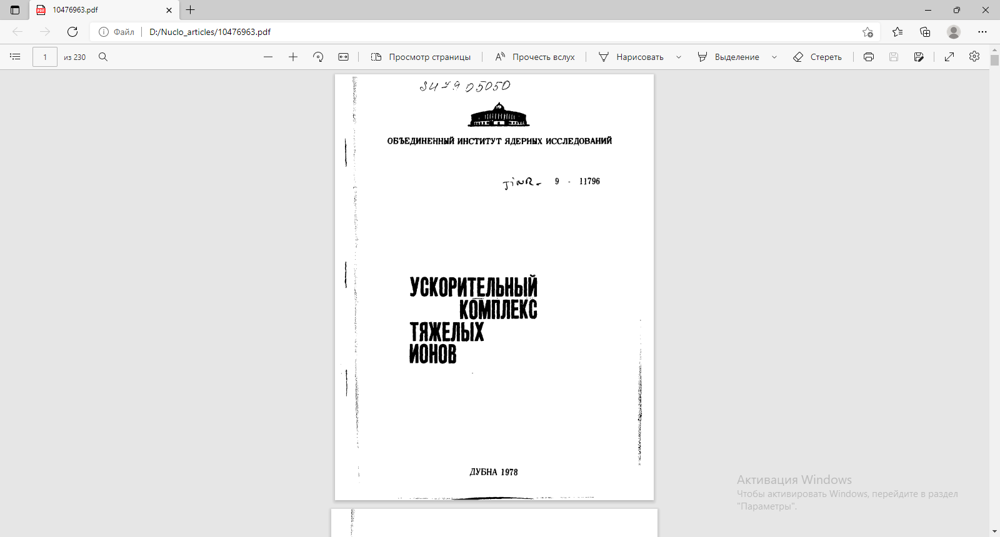 10476963.pdf
Файл D:/Nuclo_articles/10476963.pdf
1 из 230 Просмотр страницы Прочесть вслух Нарисовать Выделение Стереть
ОБЪЕДИНЕННЫЙ ИНСТИТУТ ЯДЕРНЫХ ИССЛЕДОВАНИЙ
JINR- 9 - 11796
УСКОРИТЕЛЬНЫЙ
КОМПЛЕКС
ТЯЖЕЛЫХ
ИОНОВ
ДУБНА 1978
Активация Windows
Чтобы активировать Windows, перейдите в раздел
"Параметры".